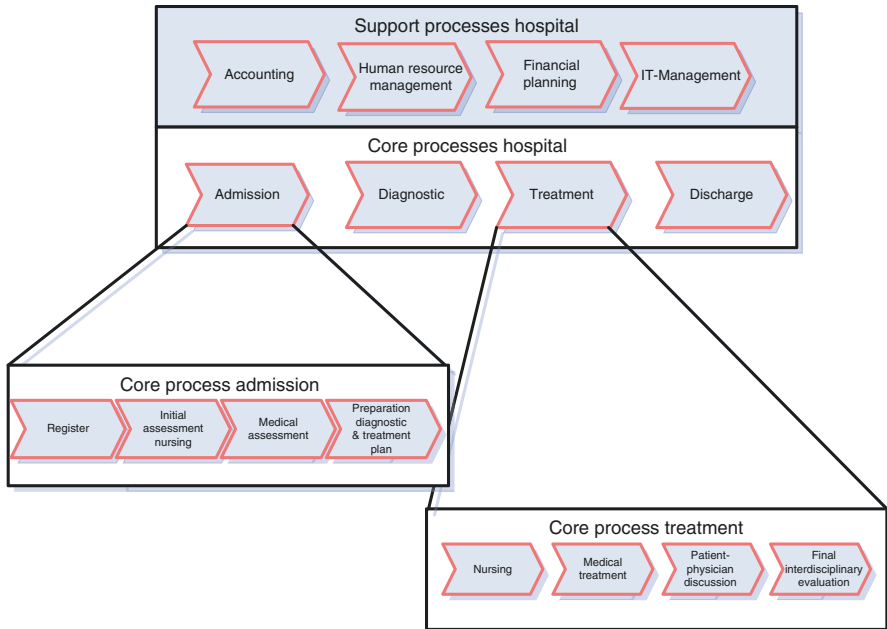 Support processes hospital
Accounting
Human resource
management
Financial
planning
IT-Management
Core processes hospital
Admission
Diagnostic
Treatment
Discharge
Core process admission
Register
Initial
assessment
nursing
Medical
assessment
Preparation
diagnostic
& treatment
plan
Core process treatment
Nursing
Medical
treatment
Patient-
physician
discussion
Final
interdisciplinary
evaluation